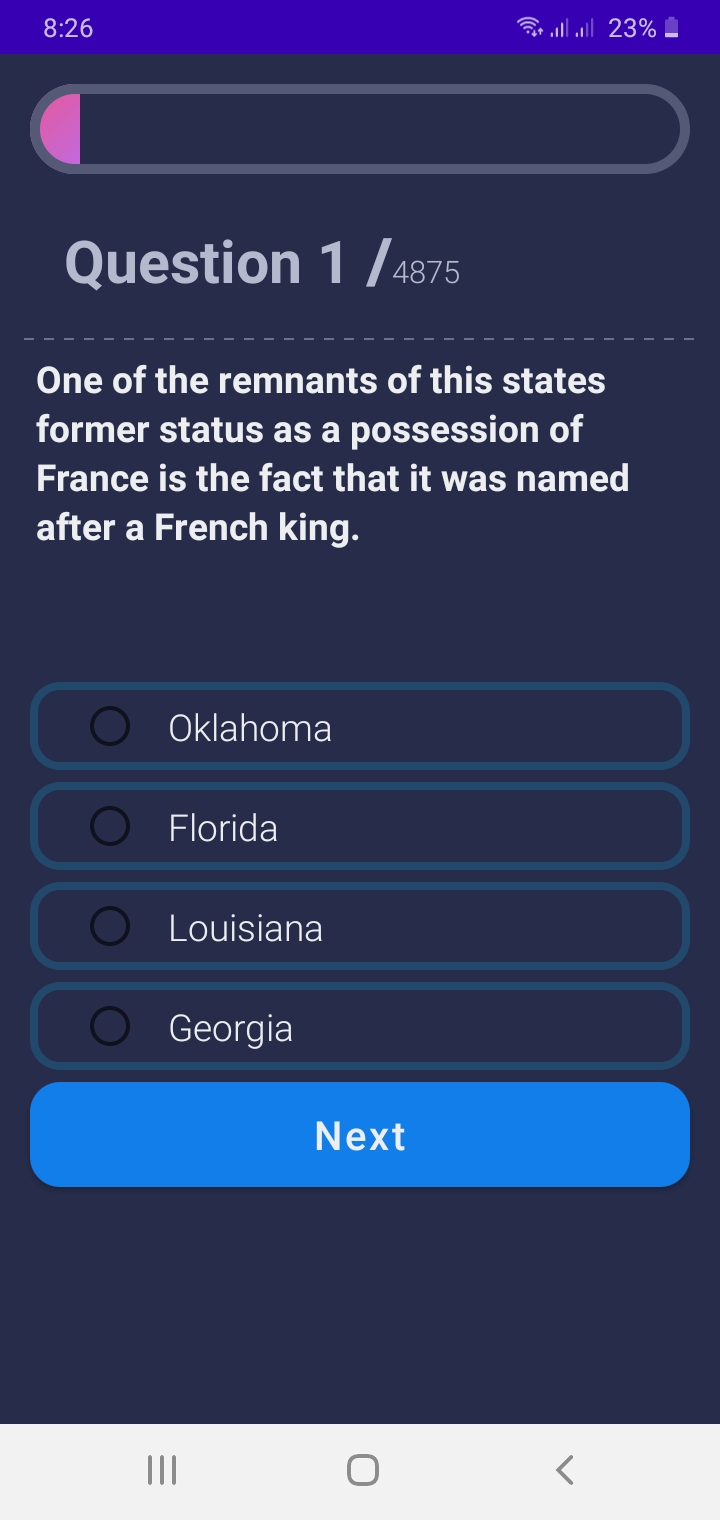 8:26
23%
Question 1 /4875
One of the remnants of this states
former status as a possession of
France is the fact that it was named
after a French king.
Oklahoma
Florida
Louisiana
Georgia
Next